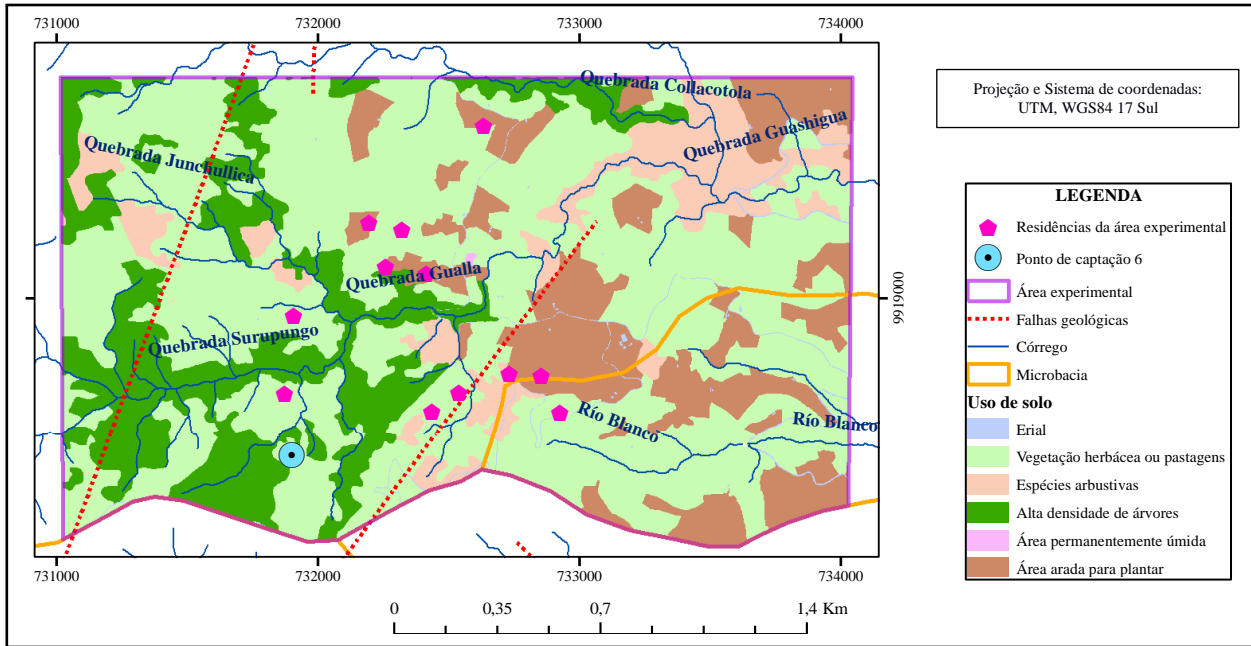 731000 732000 733000 734000
Quebrada Collacotola
Quebrada Guashigua
Quebrada Junchullica
Quebrada Gualla
Quebrada Surupungo
Río Blanco
Río Blanco
9919000
731000 732000 733000 734000
0 0,35 0,7 1,4 Km
Projeção e Sistema de coordenadas:
UTM, WGS84 17 Sul
LEGENDA
Residências da área experimental
Ponto de captação 6
Área experimental
Falhas geológicas
Córrego
Microbacia
Uso de solo
Erial
Vegetação herbácea ou pastagens
Espécies arbustivas
Alta densidade de árvores
Área permanentemente úmida
Área arada para plantar